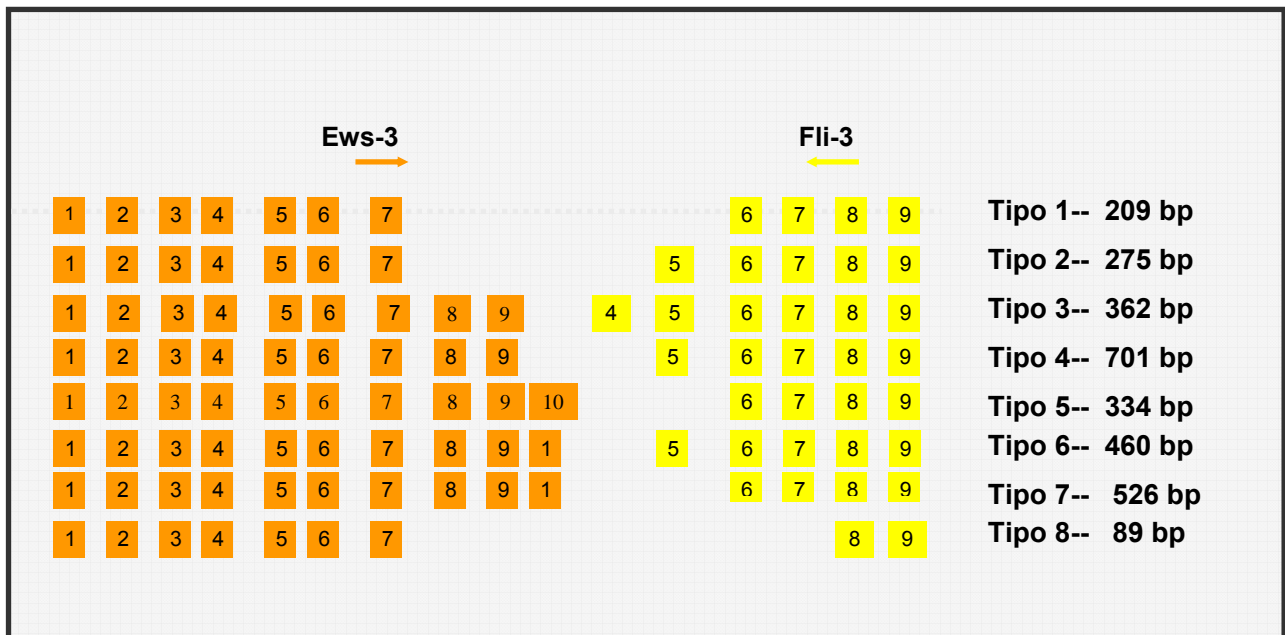 Ews-3 Fli-3
1 2 3 4 5 6 7 6 7 8 9 Tipo 1-- 209 bp
1 2 3 4 5 6 7 5 6 7 8 9 Tipo 2-- 275 bp
1 2 3 4 5 6 7 8 9 4 5 6 7 8 9 Tipo 3-- 362 bp
1 2 3 4 5 6 7 8 9 5 6 7 8 9 Tipo 4-- 701 bp
1 2 3 4 5 6 7 8 9 10 6 7 8 9 Tipo 5-- 334 bp
1 2 3 4 5 6 7 8 9 1 5 6 7 8 9 Tipo 6-- 460 bp
1 2 3 4 5 6 7 8 9 1 6 7 8 9 Tipo 7-- 526 bp
1 2 3 4 5 6 7 8 9 Tipo 8-- 89 bp